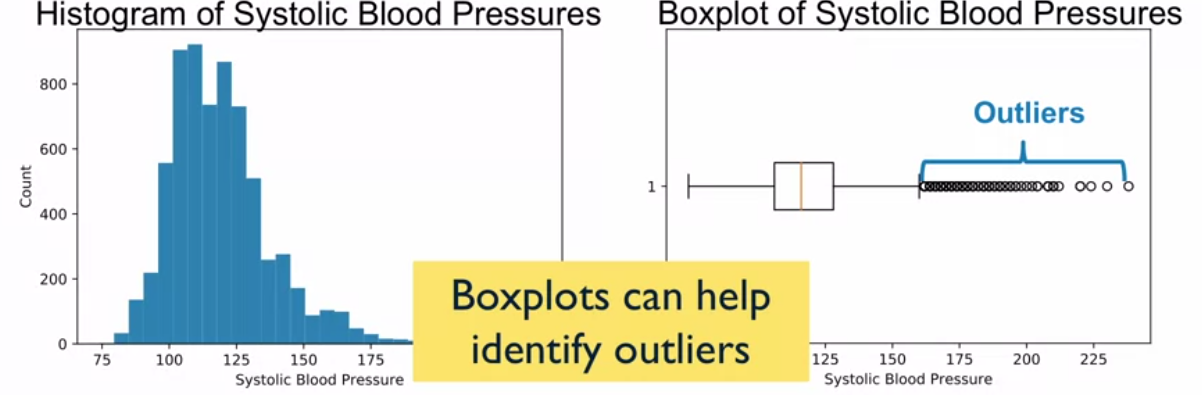 Histogram of Systolic Blood Pressures
800
600
400
200
0
Count
75 100 125 150 175
Systolic Blood Pressure
Boxplot of Systolic Blood Pressures
Outliers
1
125 150 175 200 225
Systolic Blood Pressure
Boxplots can help
identify outliers